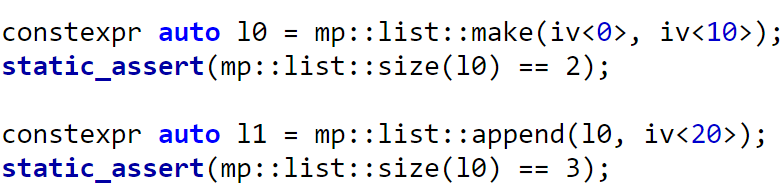 constexpr auto l0 = mp::list::make(iv<0>, iv<10>);
static_assert(mp::list::size(l0) == 2);
constexpr auto l1 = mp::list::append(l0, iv<20>);
static_assert(mp::list::size(l0) == 3);